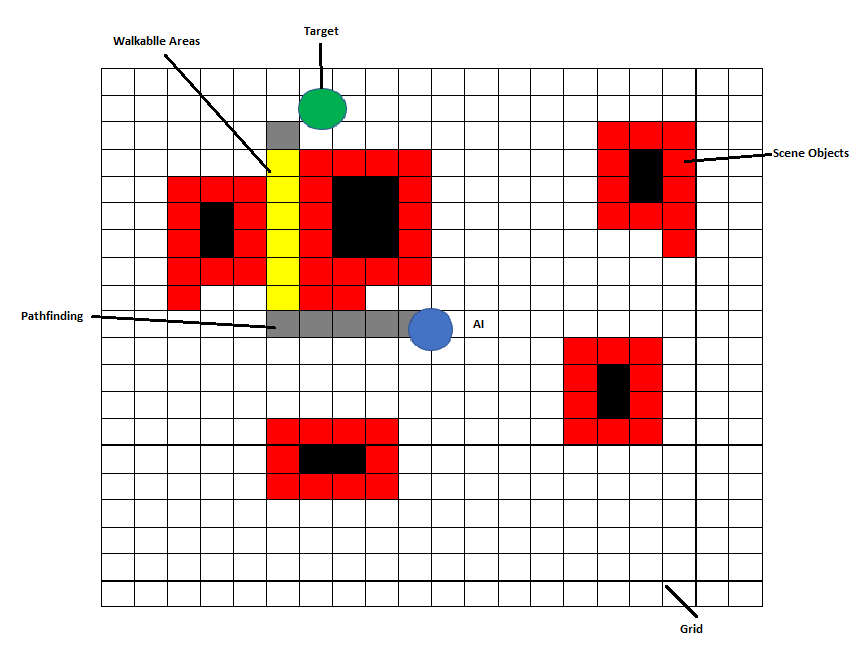 Target
Walkablle Areas
Scene Objects
Pathfinding
AI
Grid